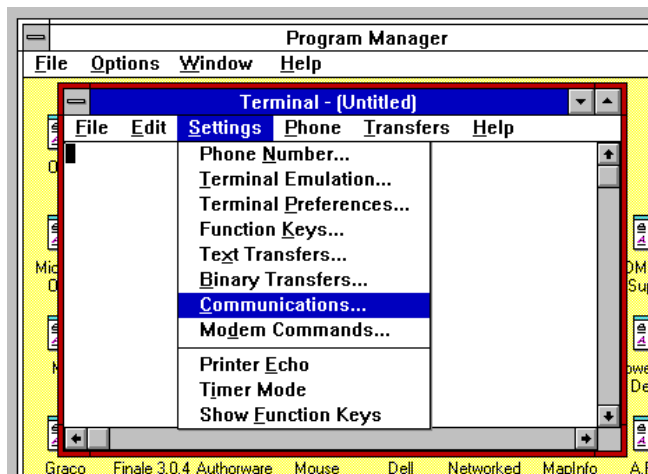 Program Manager
File Options Window Help
Terminal - (Untitled)
File Edit Settings Phone Transfers Help
Phone Number...
Terminal Emulation...
Terminal Preferences...
Function Keys...
Text Transfers...
Binary Transfers...
Communications...
Modem Commands...
Printer Echo
Timer Mode
Show Function Keys
Graco Finale 3.0.4 Authorware Mouse Dell Networked MapInfo